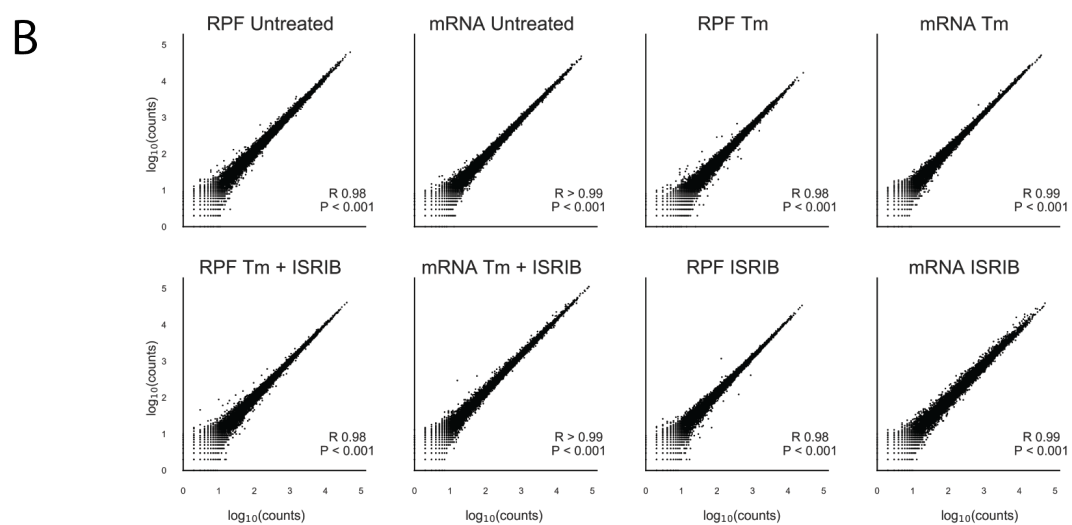 B
RPF Untreated
mRNA Untreated
RPF Tm
mRNA Tm
5
4
3
2
1
0
log10(counts)
R 0.98
P < 0.001
R > 0.99
P < 0.001
R 0.98
P < 0.001
R 0.99
P < 0.001
RPF Tm + ISRIB
mRNA Tm + ISRIB
RPF ISRIB
mRNA ISRIB
5
4
3
2
1
0
log10(counts)
R 0.98
P < 0.001
R > 0.99
P < 0.001
R 0.98
P < 0.001
R 0.99
P < 0.001
0 1 2 3 4 5
0 1 2 3 4 5
0 1 2 3 4 5
0 1 2 3 4 5
log10(counts)
log10(counts)
log10(counts)
log10(counts)